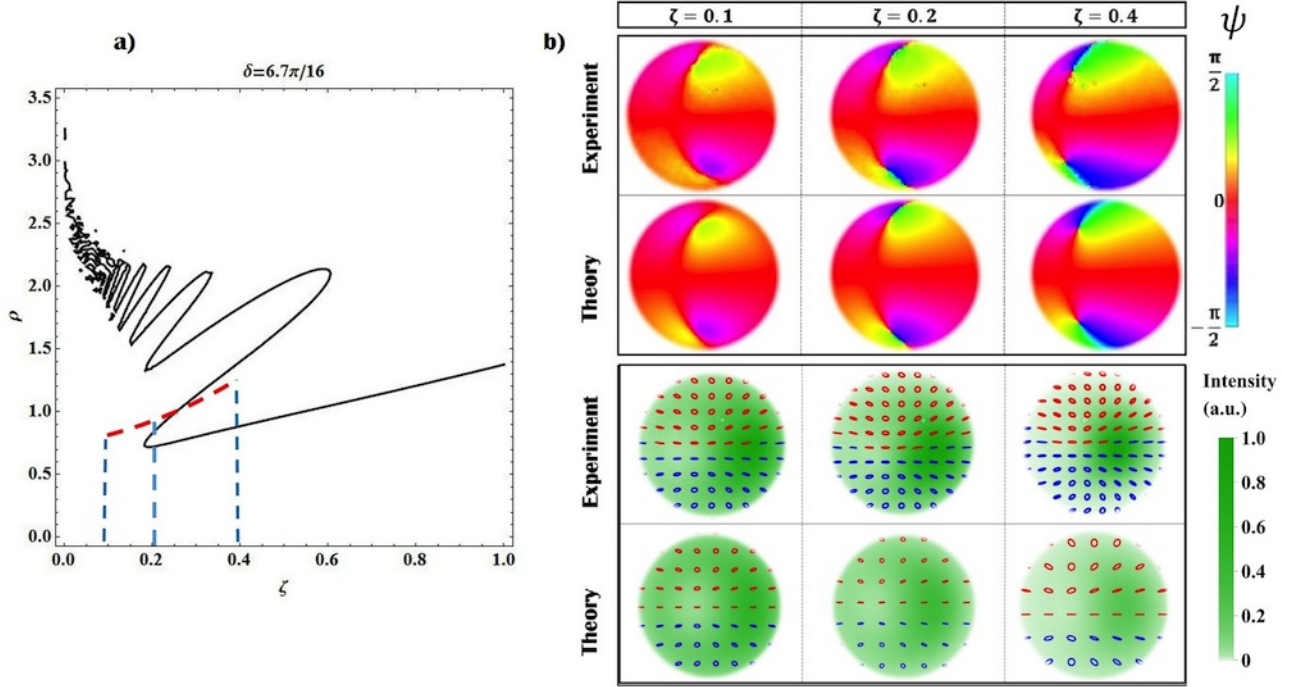 a)
δ=6.7π/16
3.5
3.0
2.5
2.0
1.5
1.0
0.5
0.0
ρ
0.0 0.2 0.4 0.6 0.8 1.0
ζ
b)
ζ = 0.1 ζ = 0.2 ζ = 0.4
Experiment
Theory
Experiment
Theory
ψ
π/2
0
−π/2
Intensity
(a.u.)
1.0
0.8
0.6
0.4
0.2
0